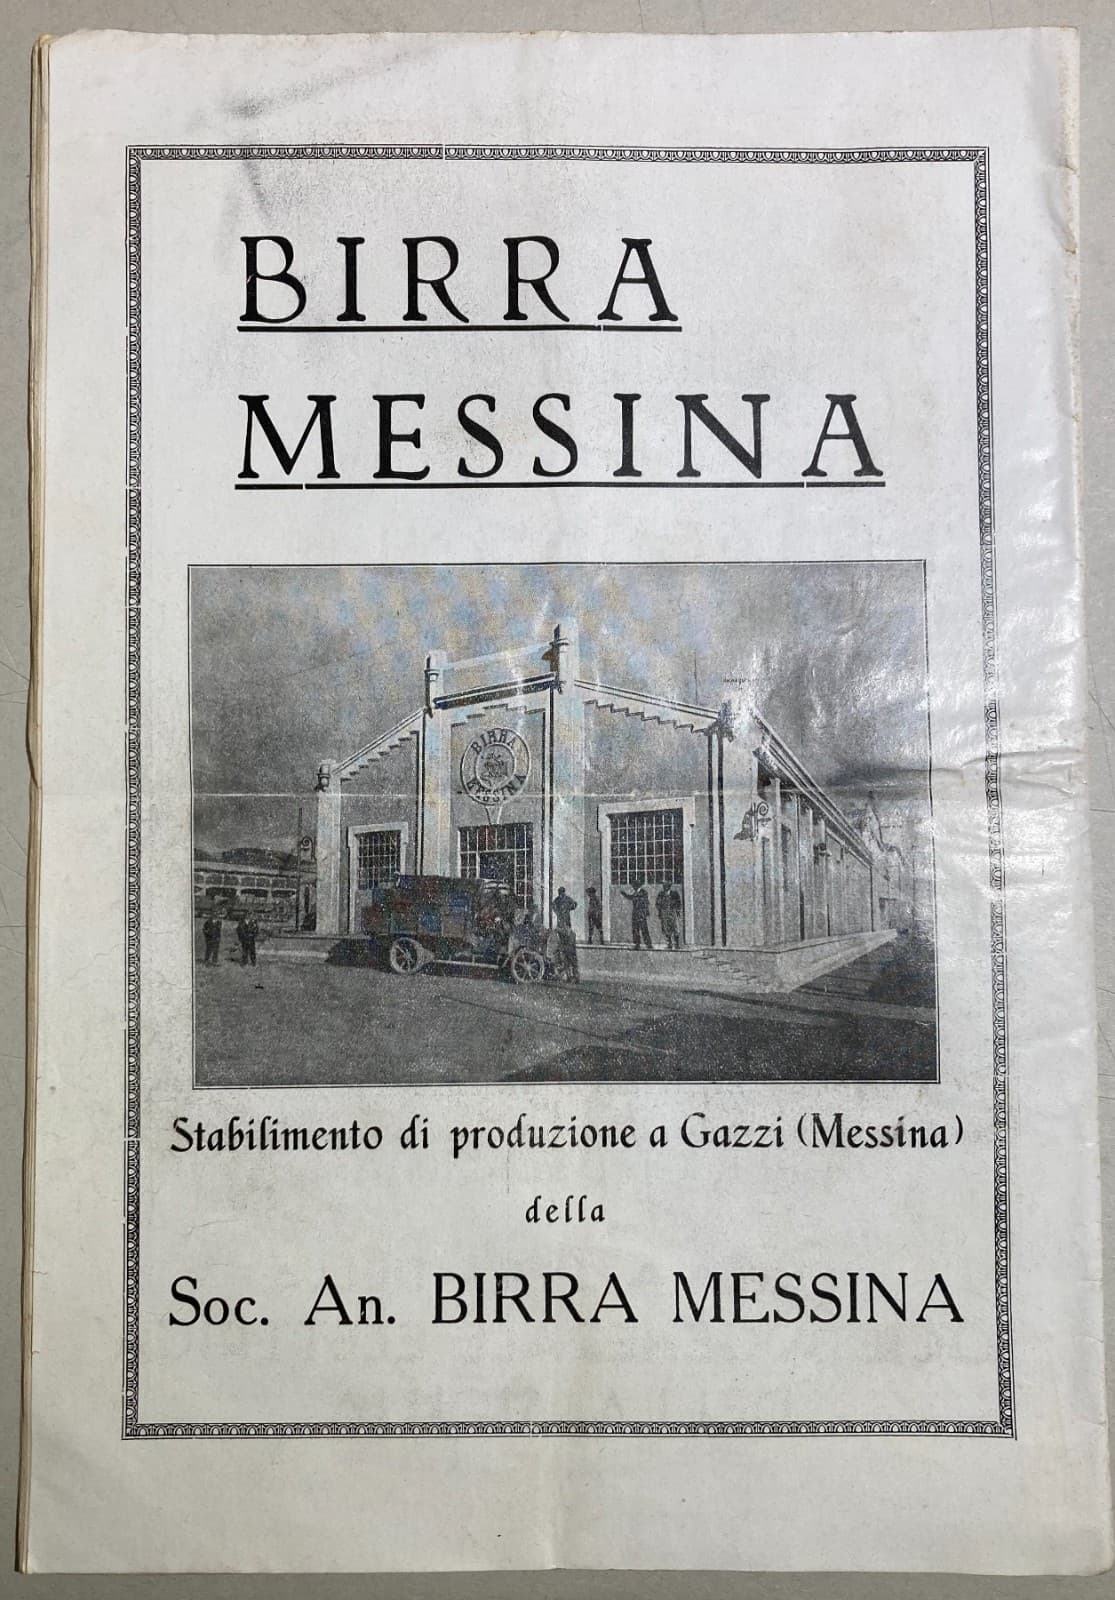 BIRRA
MESSINA
BIRRA
MESSINA
Stabilimento di produzione a Gazzi (Messina)
della
Soc. An. BIRRA MESSINA